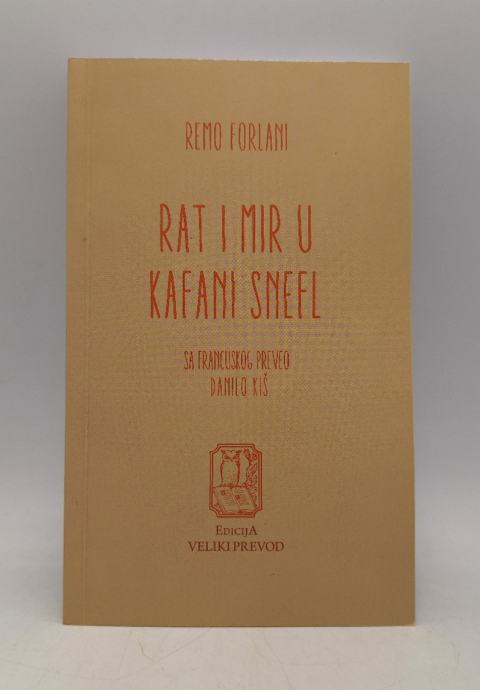 REMO FORLANI
RAT I MIR U
KAFANI SNEFL
SA FRANCUSKOG PREVEO
DANILO KIŠ
EDICIJA
VELIKI PREVOD